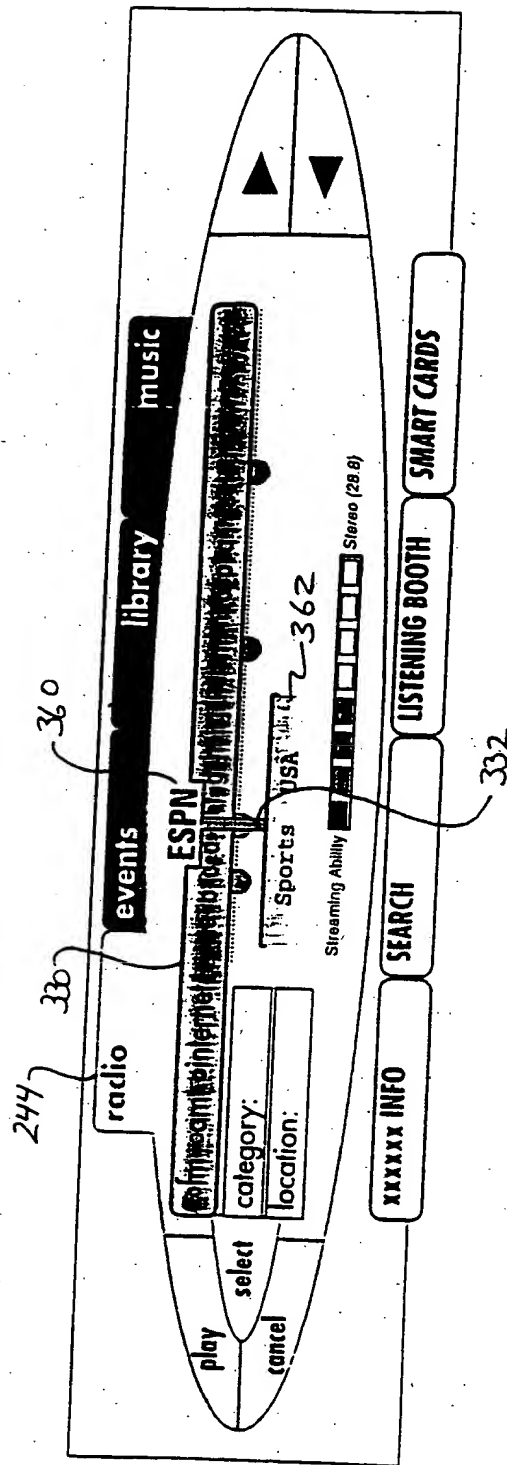 244
330
360
radio
events
library
music
ESPN
play
select
cancel
category:
location:
Sports USA
362
Streaming Ability
Stereo (28.8)
332
xxxxxx INFO
SEARCH
LISTENING BOOTH
SMART CARDS